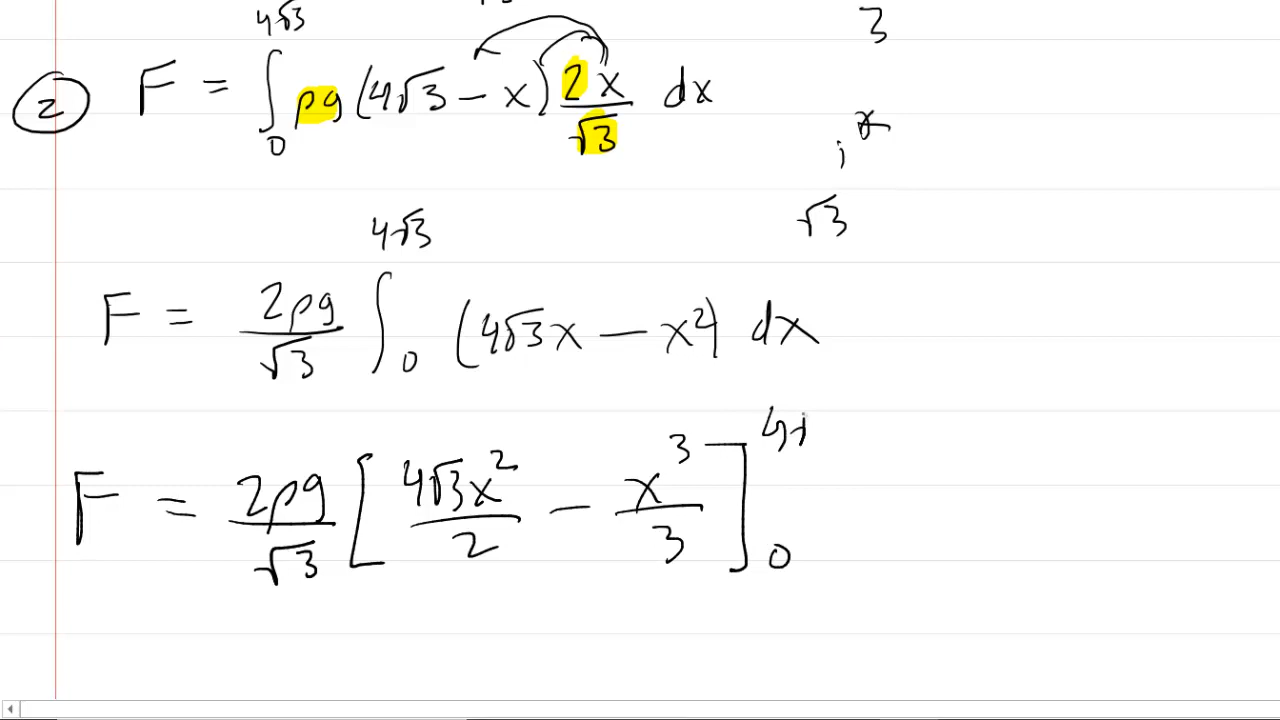 4√3 3
② F = ∫₀ ρg (4√3 − x) 2x/√3 dx
√3
4√3
F = 2ρg/√3 ∫₀ (4√3x − x²) dx
F = 2ρg/√3 [4√3x²/2 − x³/3]₀ 4